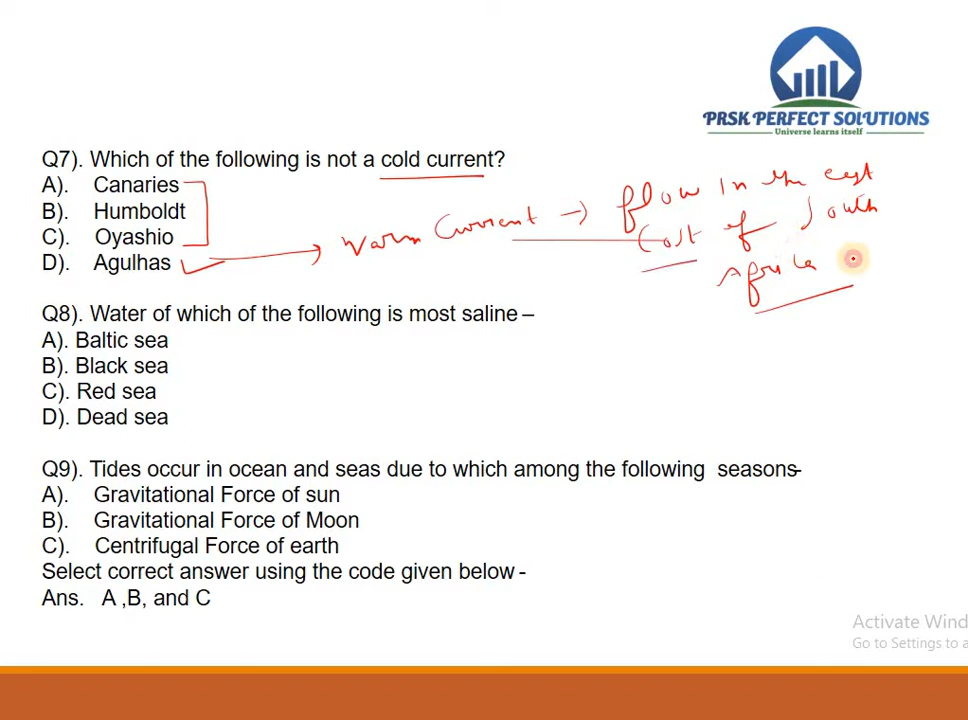 PRSK PERFECT SOLUTIONS
Universe learns itself
Q7). Which of the following is not a cold current?
A). Canaries
B). Humboldt
C). Oyashio
D). Agulhas
Warm Current → flow in the east
Cost of South
Africa
Q8). Water of which of the following is most saline –
A). Baltic sea
B). Black sea
C). Red sea
D). Dead sea
Q9). Tides occur in ocean and seas due to which among the following seasons-
A). Gravitational Force of sun
B). Gravitational Force of Moon
C). Centrifugal Force of earth
Select correct answer using the code given below -
Ans. A ,B, and C
Activate Wind
Go to Settings to a